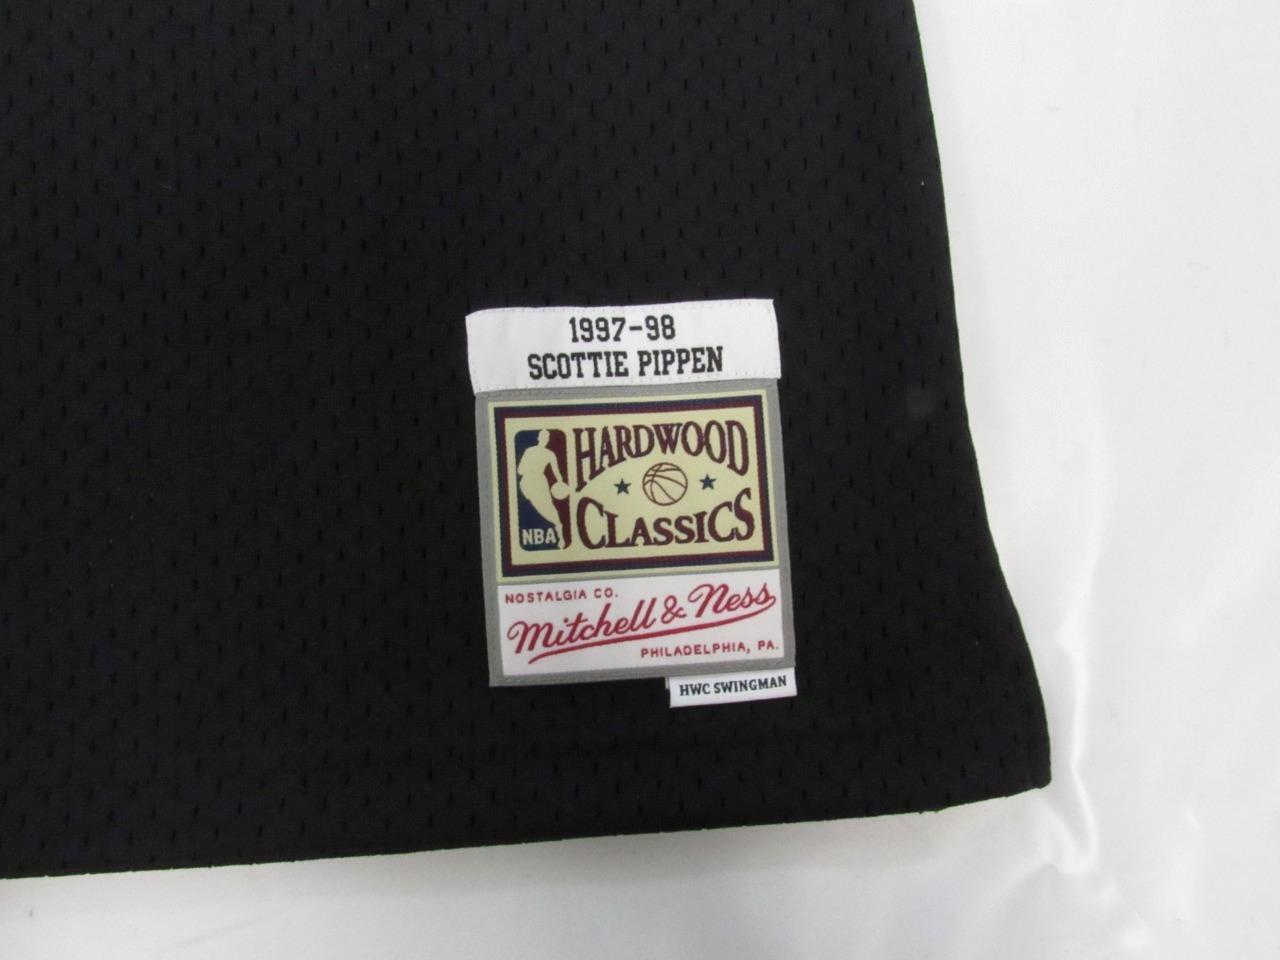 1997-98
SCOTTIE PIPPEN
HARDWOOD
CLASSICS
NBA
NOSTALGIA CO.
Mitchell & Ness
PHILADELPHIA, PA.
HWC SWINGMAN